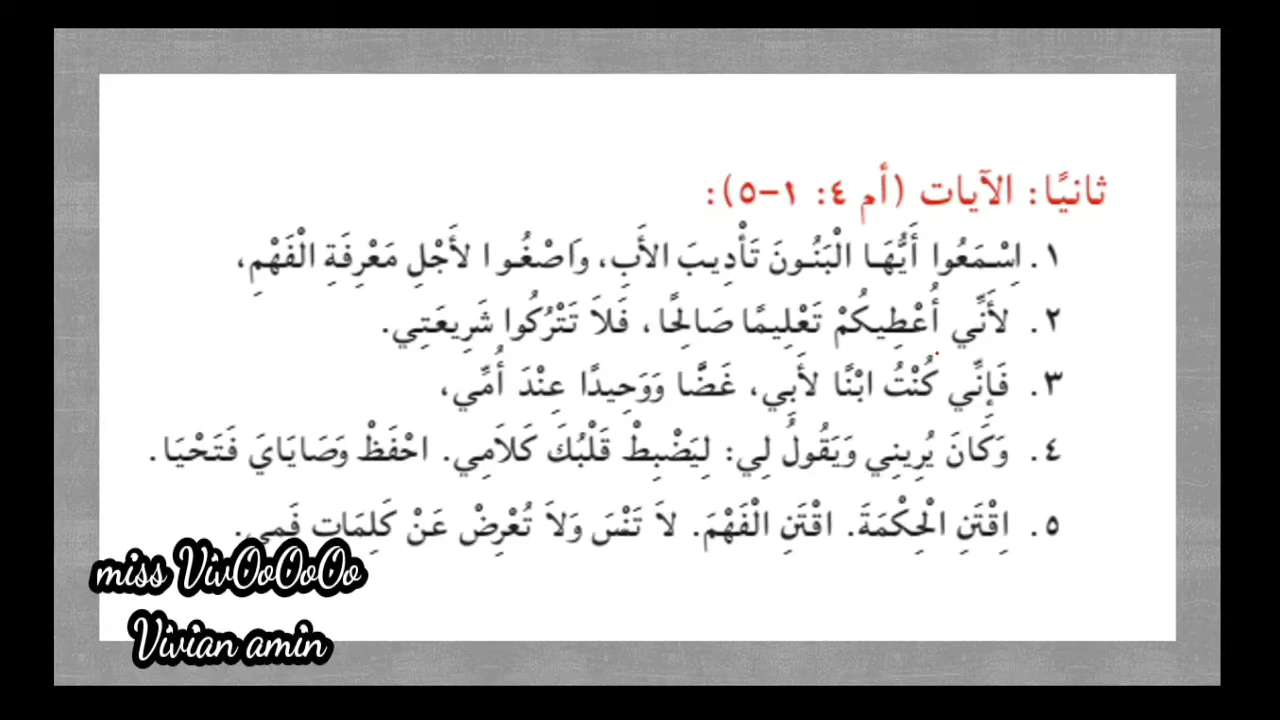 ثانيًا: الآيات (أم ٤: ١-٥):
١. اِسْمَعُوا أَيُّهَا الْبَنُونَ تَأْدِيبَ الأَبِ، وَاصْغُوا لأَجْلِ مَعْرِفَةِ الْفَهْمِ،
٢. لأَنِّي أُعْطِيكُمْ تَعْلِيمًا صَالِحًا، فَلاَ تَتْرُكُوا شَرِيعَتِي.
٣. فَإِنِّي كُنْتُ ابْنًا لأَبِي، غَضًّا وَوَحِيدًا عِنْدَ أُمِّي،
٤. وَكَانَ يُرِينِي وَيَقُولُ لِي: لِيَضْبِطْ قَلْبُكَ كَلاَمِي. احْفَظْ وَصَايَايَ فَتَحْيَا.
٥. اِقْتَنِ الْحِكْمَةَ. اقْتَنِ الْفَهْمَ. لاَ تَنْسَ وَلاَ تُعْرِضْ عَنْ كَلِمَاتِ فَمِي.
miss VivOoOoOo
Vivian amin